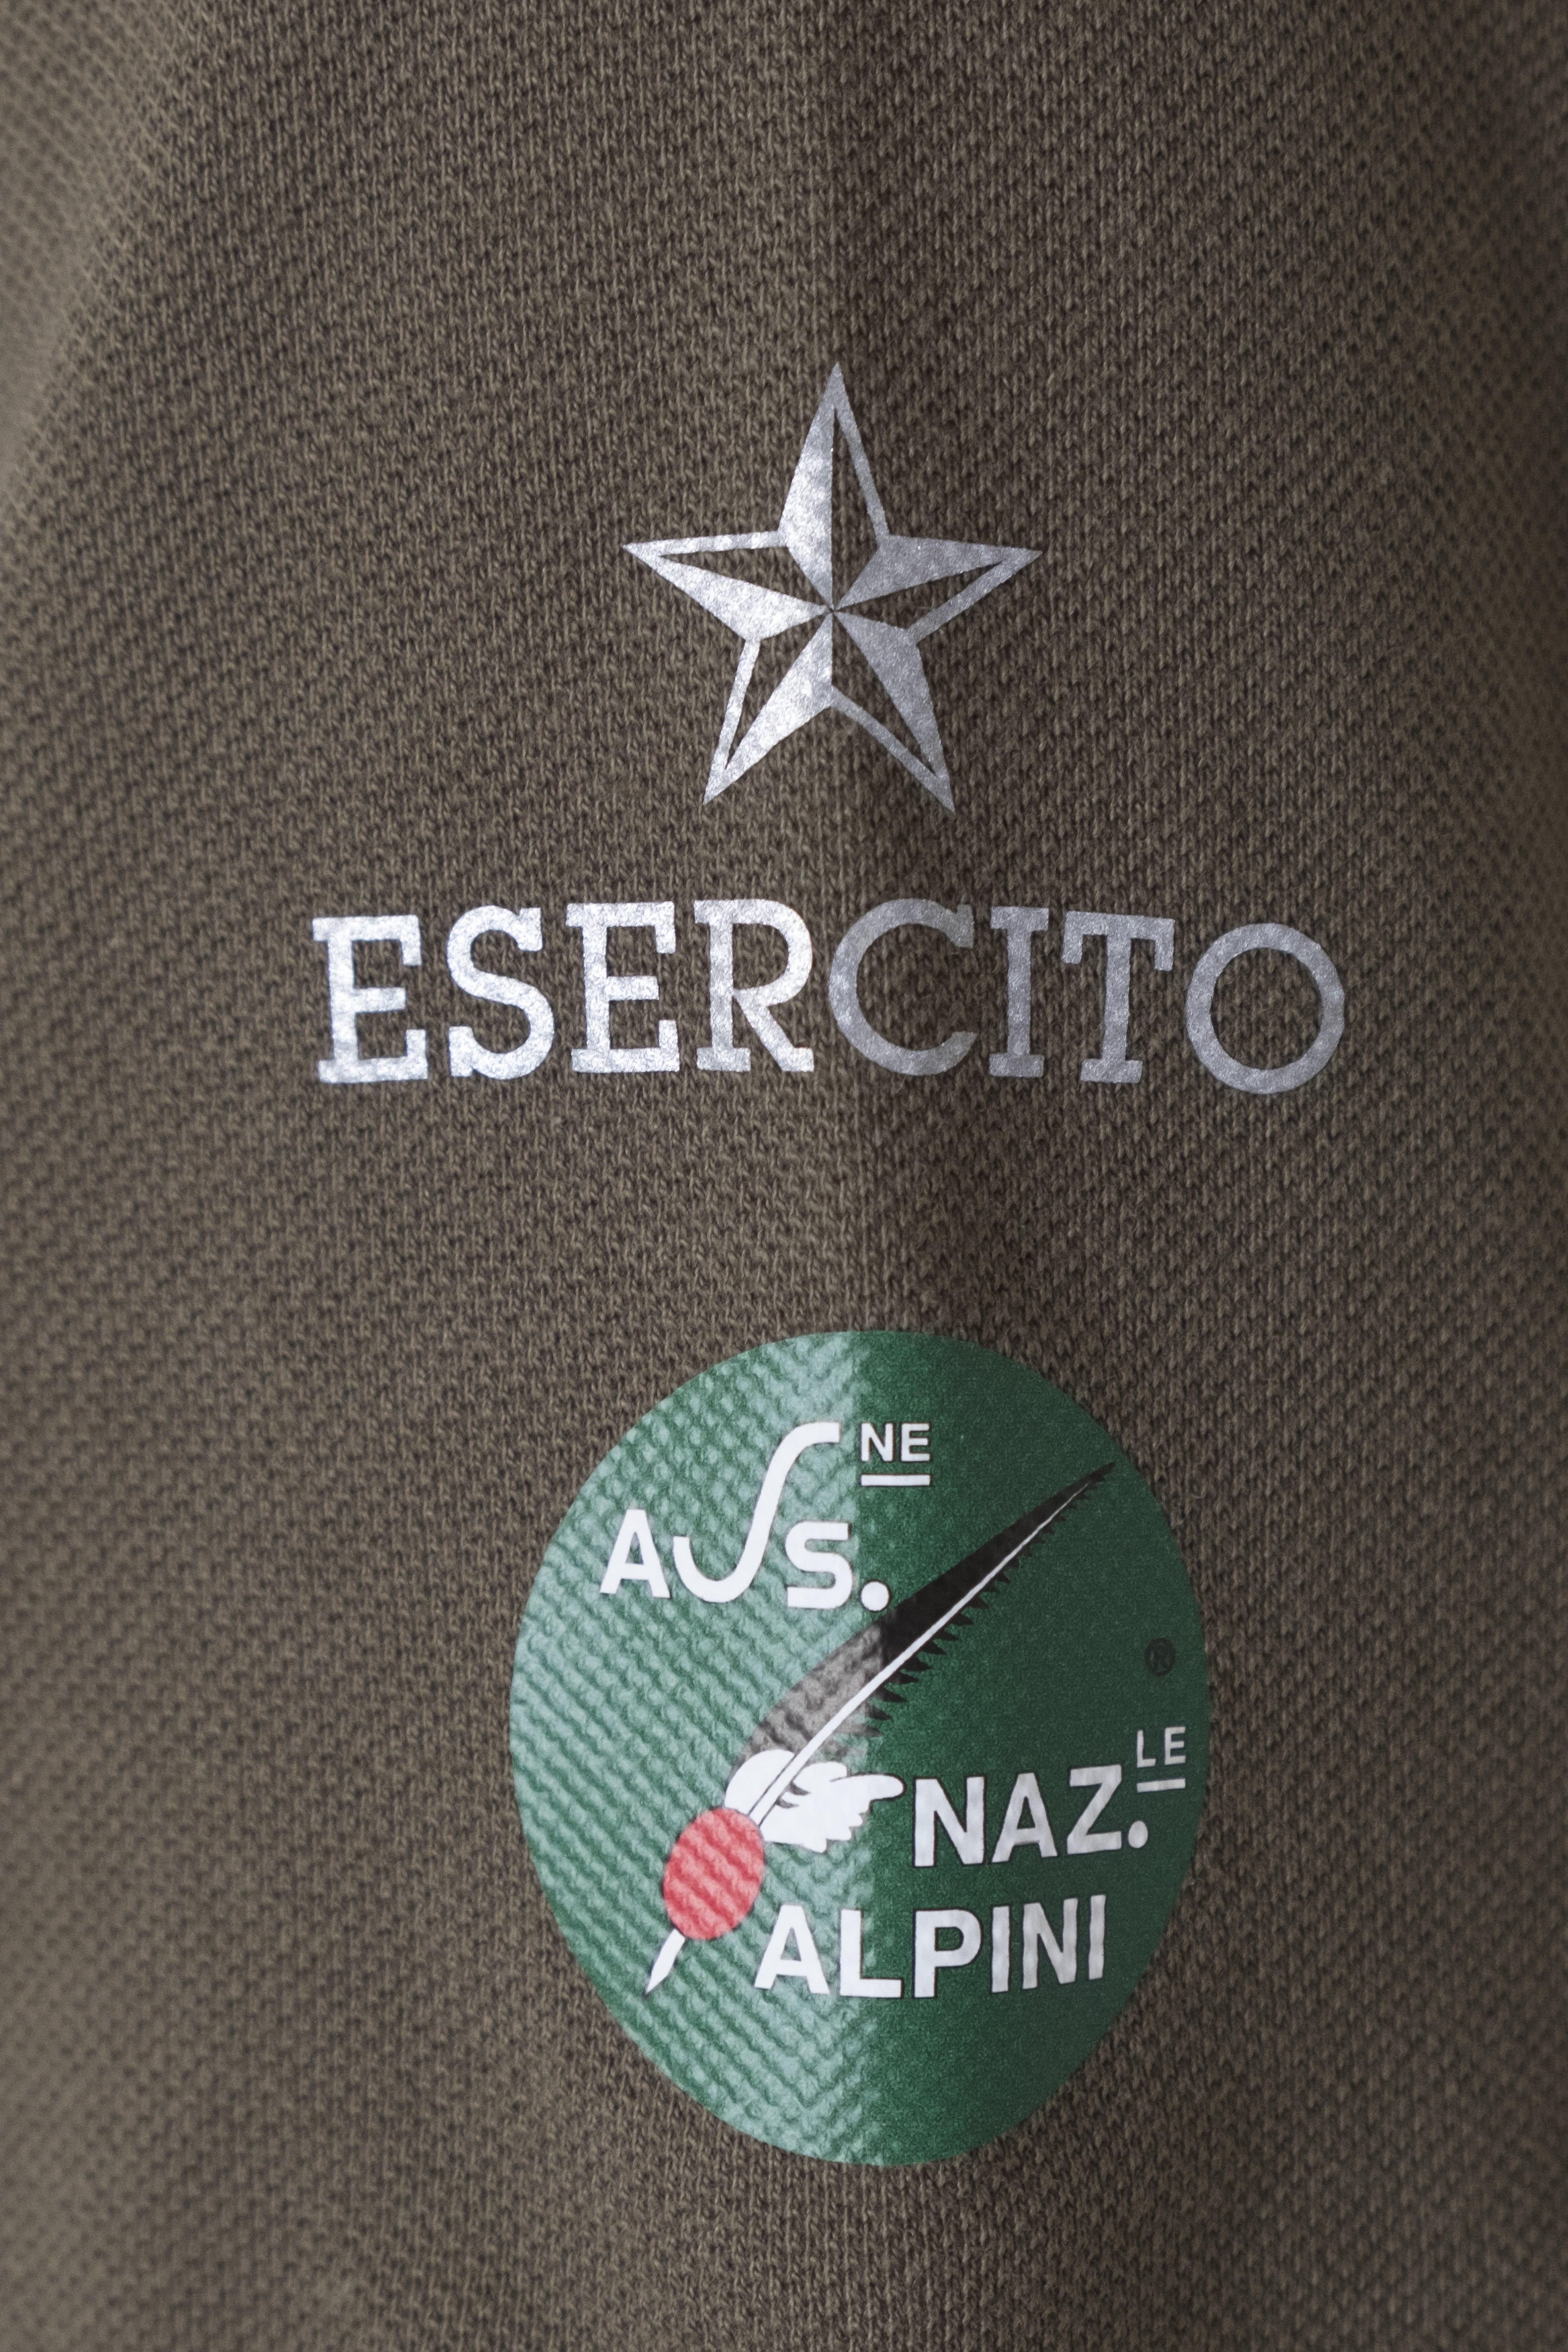 ESERCITO
ASS.NE
®
NAZ.LE
ALPINI